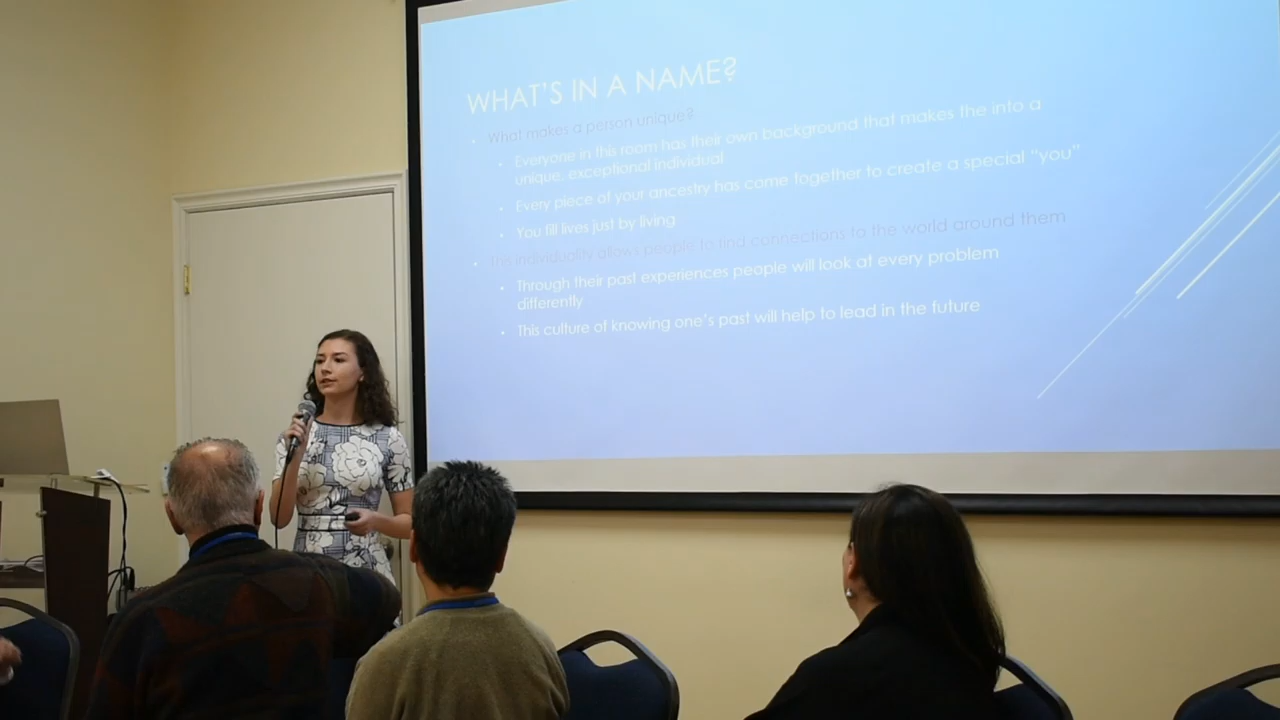 WHAT'S IN A NAME?
What makes a person unique?
Everyone in this room has their own background that makes the into a
unique, exceptional individual
Every piece of your ancestry has come together to create a special “you”
You fill lives just by living
This individuality allows people to find connections to the world around them
Through their past experiences people will look at every problem
differently
This culture of knowing one's past will help to lead in the future